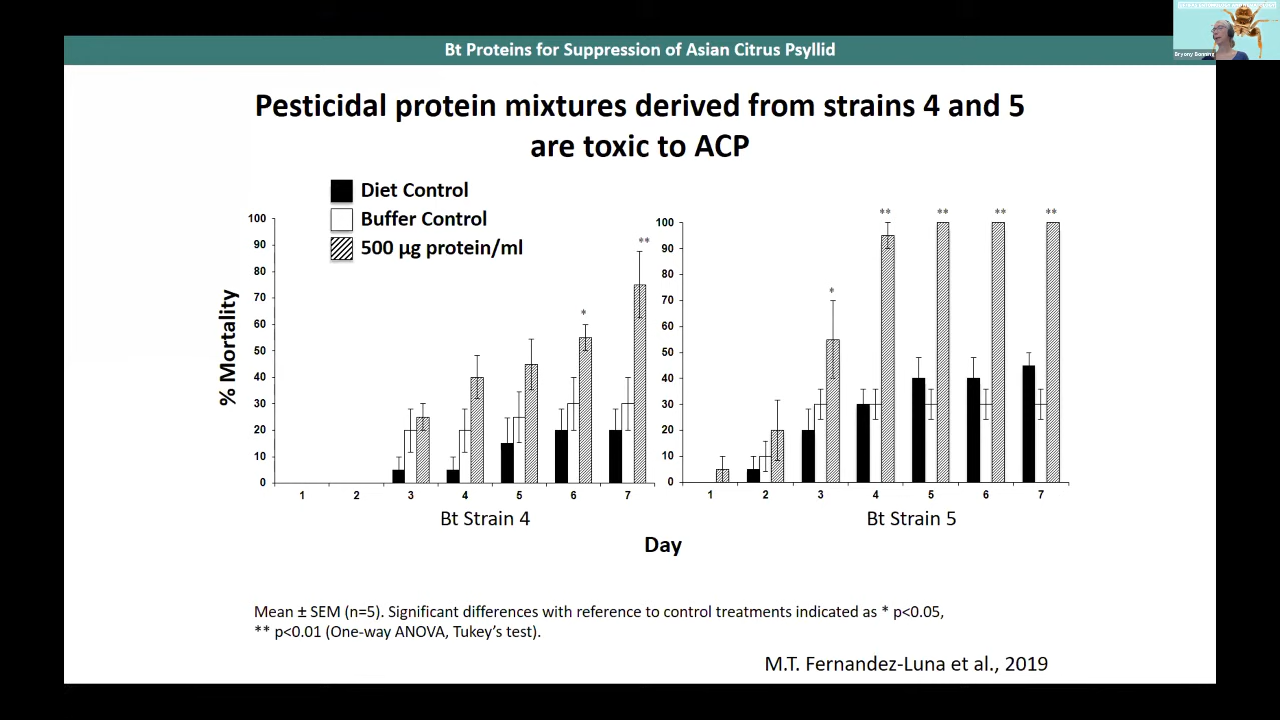 Bt Proteins for Suppression of Asian Citrus Psyllid
Bryony Bonning
Pesticidal protein mixtures derived from strains 4 and 5
are toxic to ACP
Diet Control
Buffer Control
500 µg protein/ml
% Mortality
100
90
80
70
60
50
40
30
20
10
0
*
**
1 2 3 4 5 6 7
Bt Strain 4
100
90
80
70
60
50
40
30
20
10
0
*
** ** ** **
1 2 3 4 5 6 7
Bt Strain 5
Day
Mean ± SEM (n=5). Significant differences with reference to control treatments indicated as * p<0.05,
** p<0.01 (One-way ANOVA, Tukey’s test).
M.T. Fernandez-Luna et al., 2019